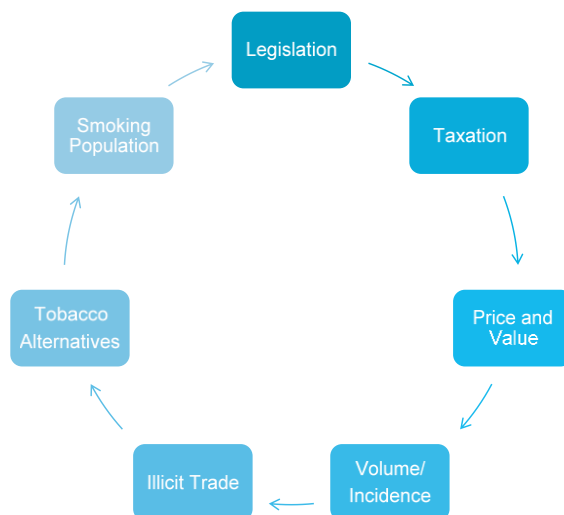 Legislation
Taxation
Price and
Value
Volume/
Incidence
Illicit Trade
Tobacco
Alternatives
Smoking
Population